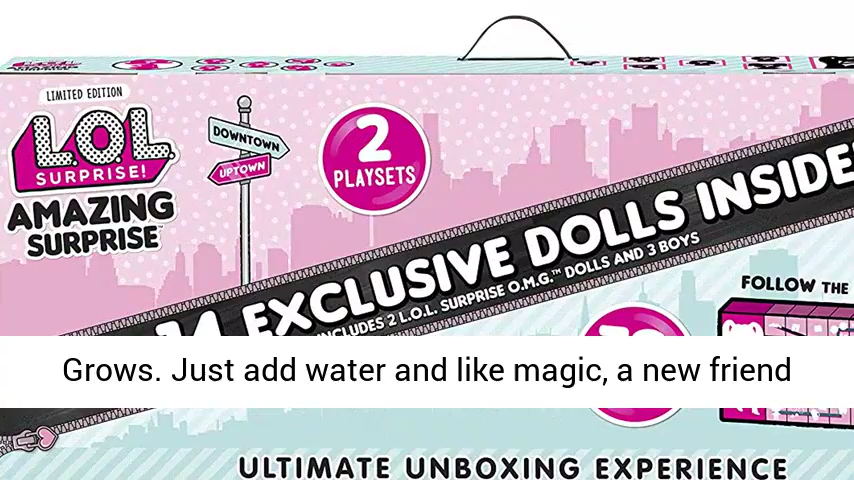 LIMITED EDITION
L.O.L.
SURPRISE!
AMAZING
SURPRISE
DOWNTOWN
UPTOWN
2
PLAYSETS
14 EXCLUSIVE DOLLS INSIDE
INCLUDES 2 L.O.L. SURPRISE O.M.G.™ DOLLS AND 3 BOYS
FOLLOW THE
Grows. Just add water and like magic, a new friend
ULTIMATE UNBOXING EXPERIENCE